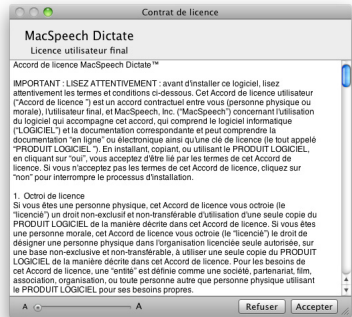 Contrat de licence
MacSpeech Dictate
Licence utilisateur final
Accord de licence MacSpeech Dictate™
IMPORTANT : LISEZ ATTENTIVEMENT : avant d'installer ce logiciel, lisez
attentivement les termes et conditions ci-dessous. Cet Accord de licence utilisateur
("Accord de licence ") est un accord contractuel entre vous (personne physique ou
morale), l'utilisateur final, et MacSpeech, Inc. ("MacSpeech") concernant l'utilisation
du logiciel qui accompagne cet accord, qui comprend le logiciel informatique
("LOGICIEL") et la documentation correspondante et peut comprendre la
documentation "en ligne" ou électronique ainsi qu'une clé de licence (le tout appelé
"PRODUIT LOGICIEL "). En installant, copiant, ou utilisant le PRODUIT LOGICIEL,
en cliquant sur "oui", vous acceptez d'être lié par les termes de cet Accord de
licence. Si vous n'acceptez pas les termes de cet Accord de licence, cliquez sur
"non" pour interrompre le processus d'installation.
1. Octroi de licence
Si vous êtes une personne physique, cet Accord de licence vous octroie (le
"licencié") un droit non-exclusif et non-transférable d'utilisation d'une seule copie du
PRODUIT LOGICIEL de la manière décrite dans cet Accord de licence. Si vous êtes
une personne morale, cet Accord de licence vous octroie (le "licencié") le droit de
désigner une personne physique dans l'organisation licenciée seule autorisée, sur
une base non-exclusive et non-transférable, à utiliser une seule copie du PRODUIT
LOGICIEL de la manière décrite dans cet Accord de licence. Pour les besoins de
cet Accord de licence, un "entité" est définie comme une société, partenariat, film,
association, organisation, ou toute personne autre que personne physique utilisant
le PRODUIT LOGICIEL pour ses besoins propres.
A A Refuser Accepter